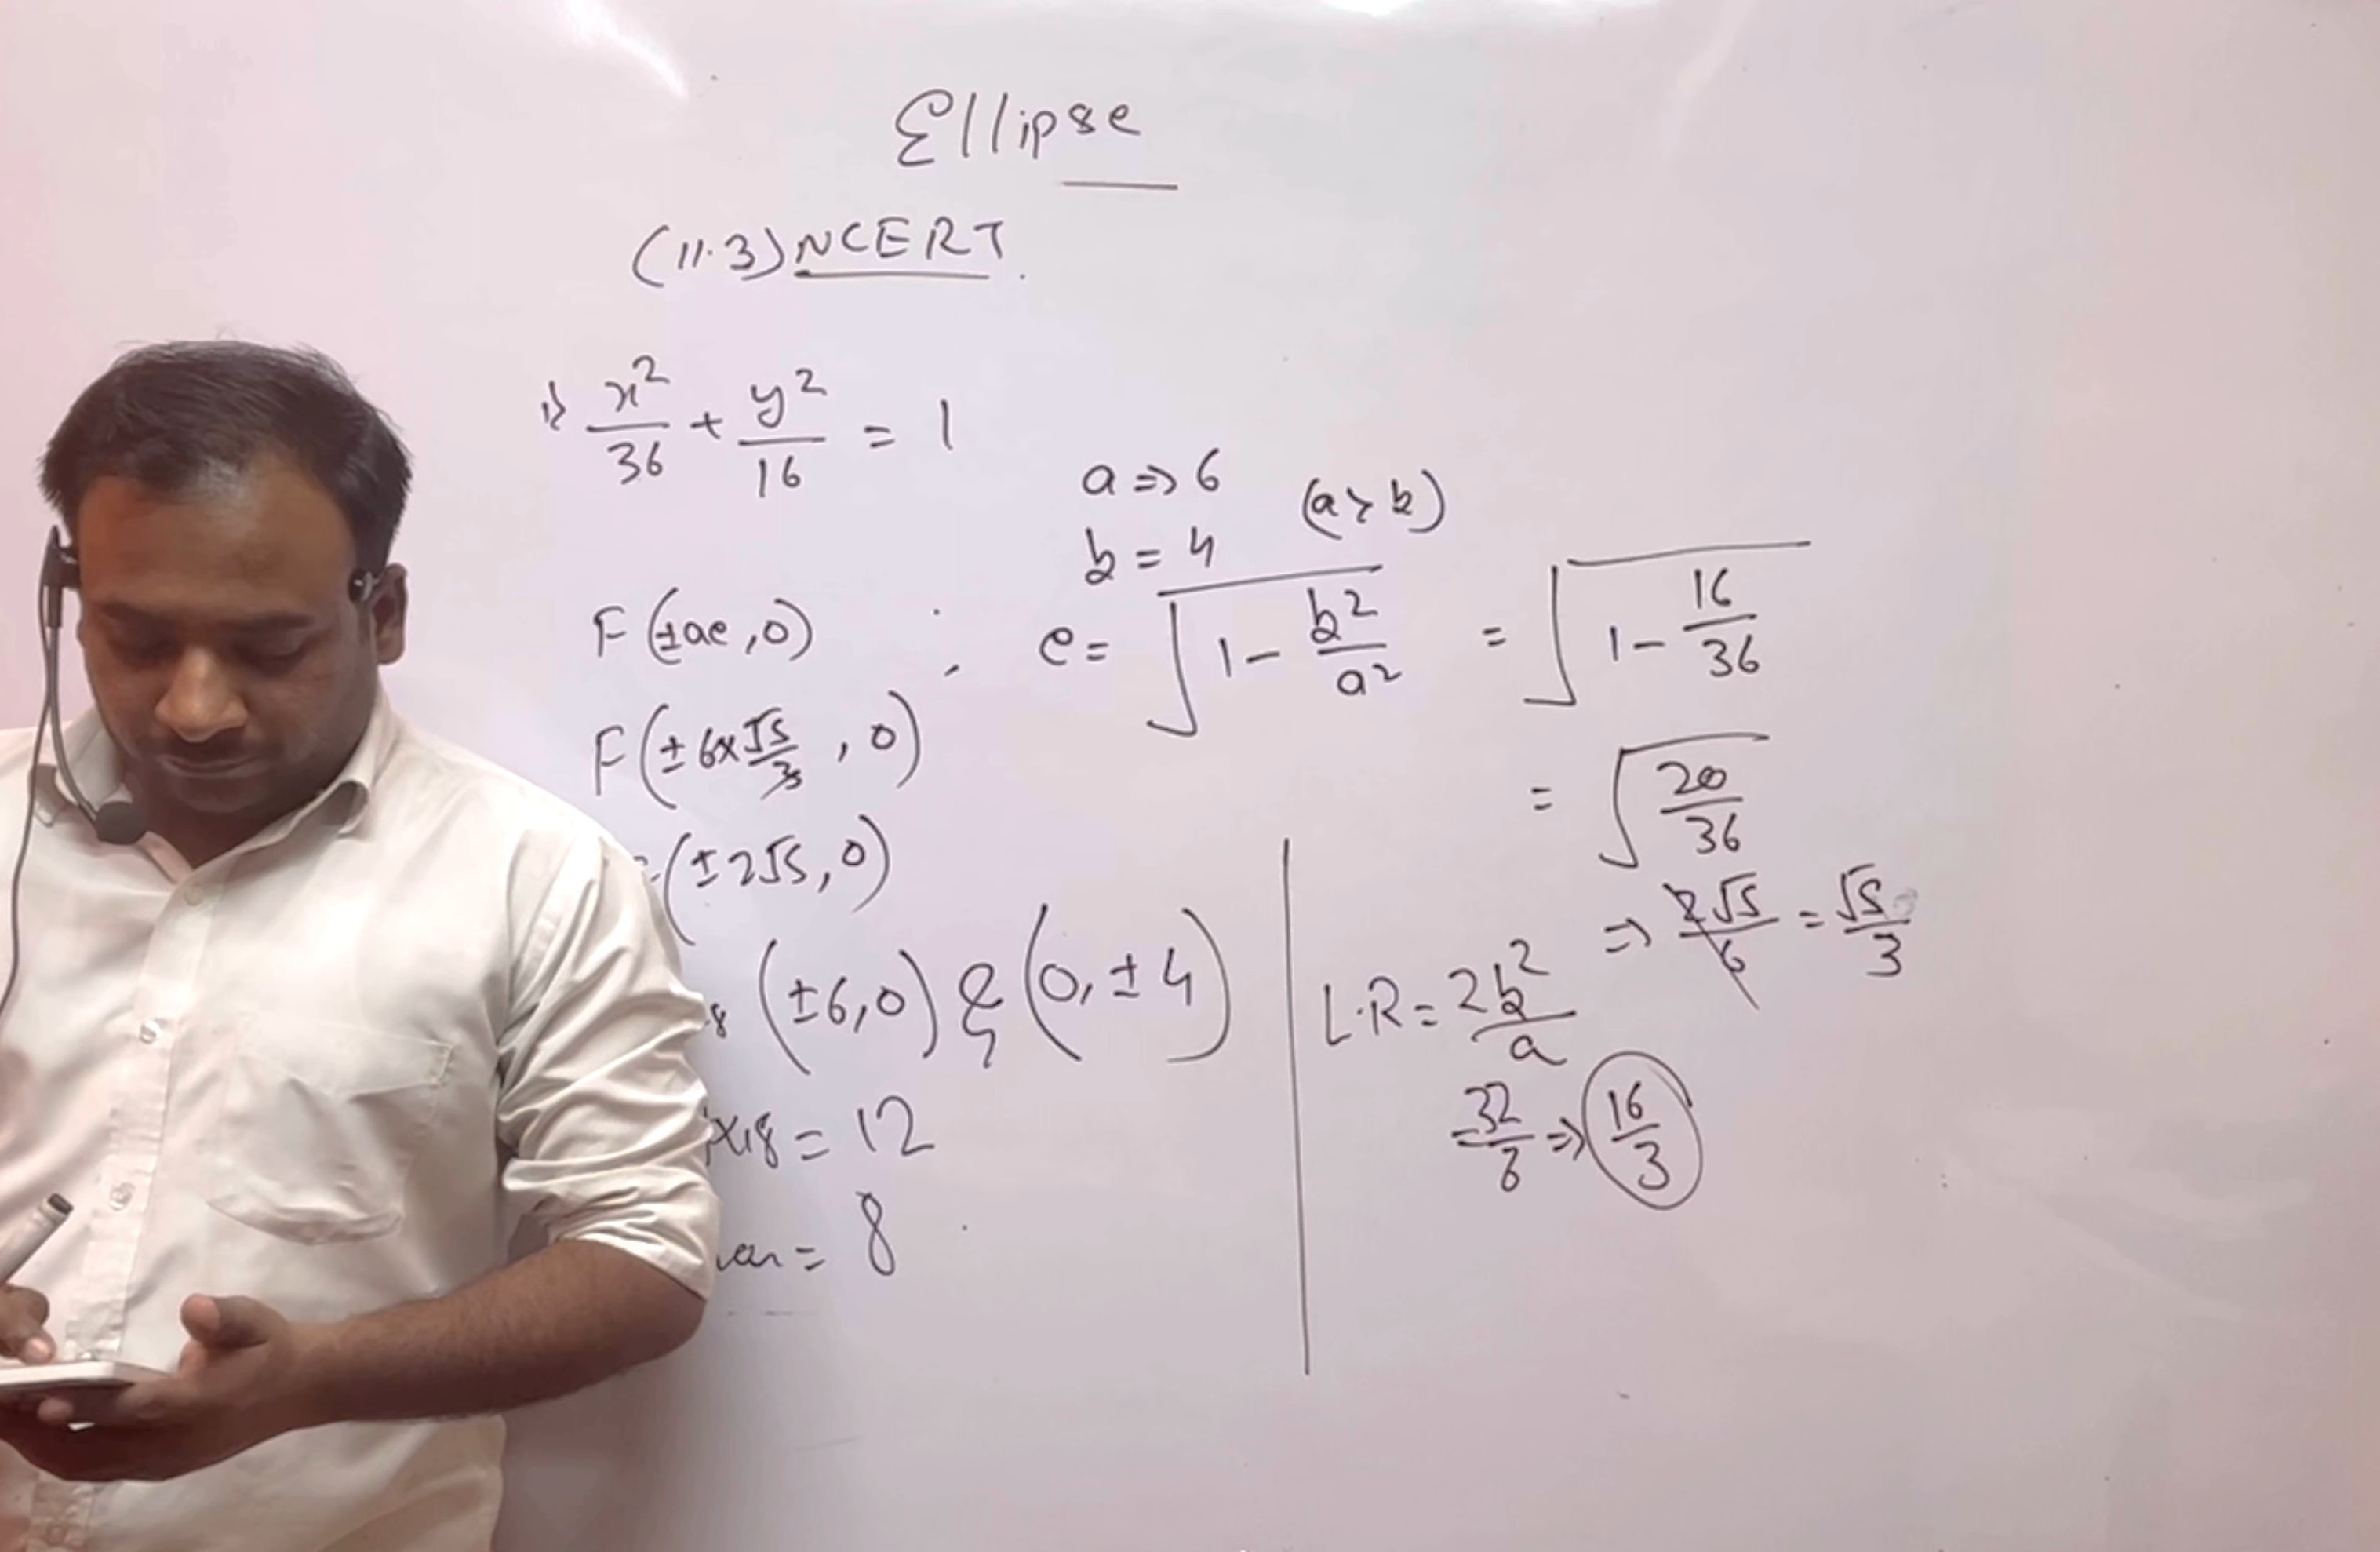 Ellipse
(11.3) NCERT.
1) x²/36 + y²/16 = 1
a ⇒ 6
b = 4 (a > b)
F (±ae, 0) ; e = √(1 - b²/a²) = √(1 - 16/36)
F (±6×√5/3, 0) = √(20/36)
(±2√5, 0) ⇒ 2√5/6 = √5/3
(±6, 0) & (0, ±4)
L.R = 2b²/a
= 12
= 32/6 ⇒ 16/3
= 8